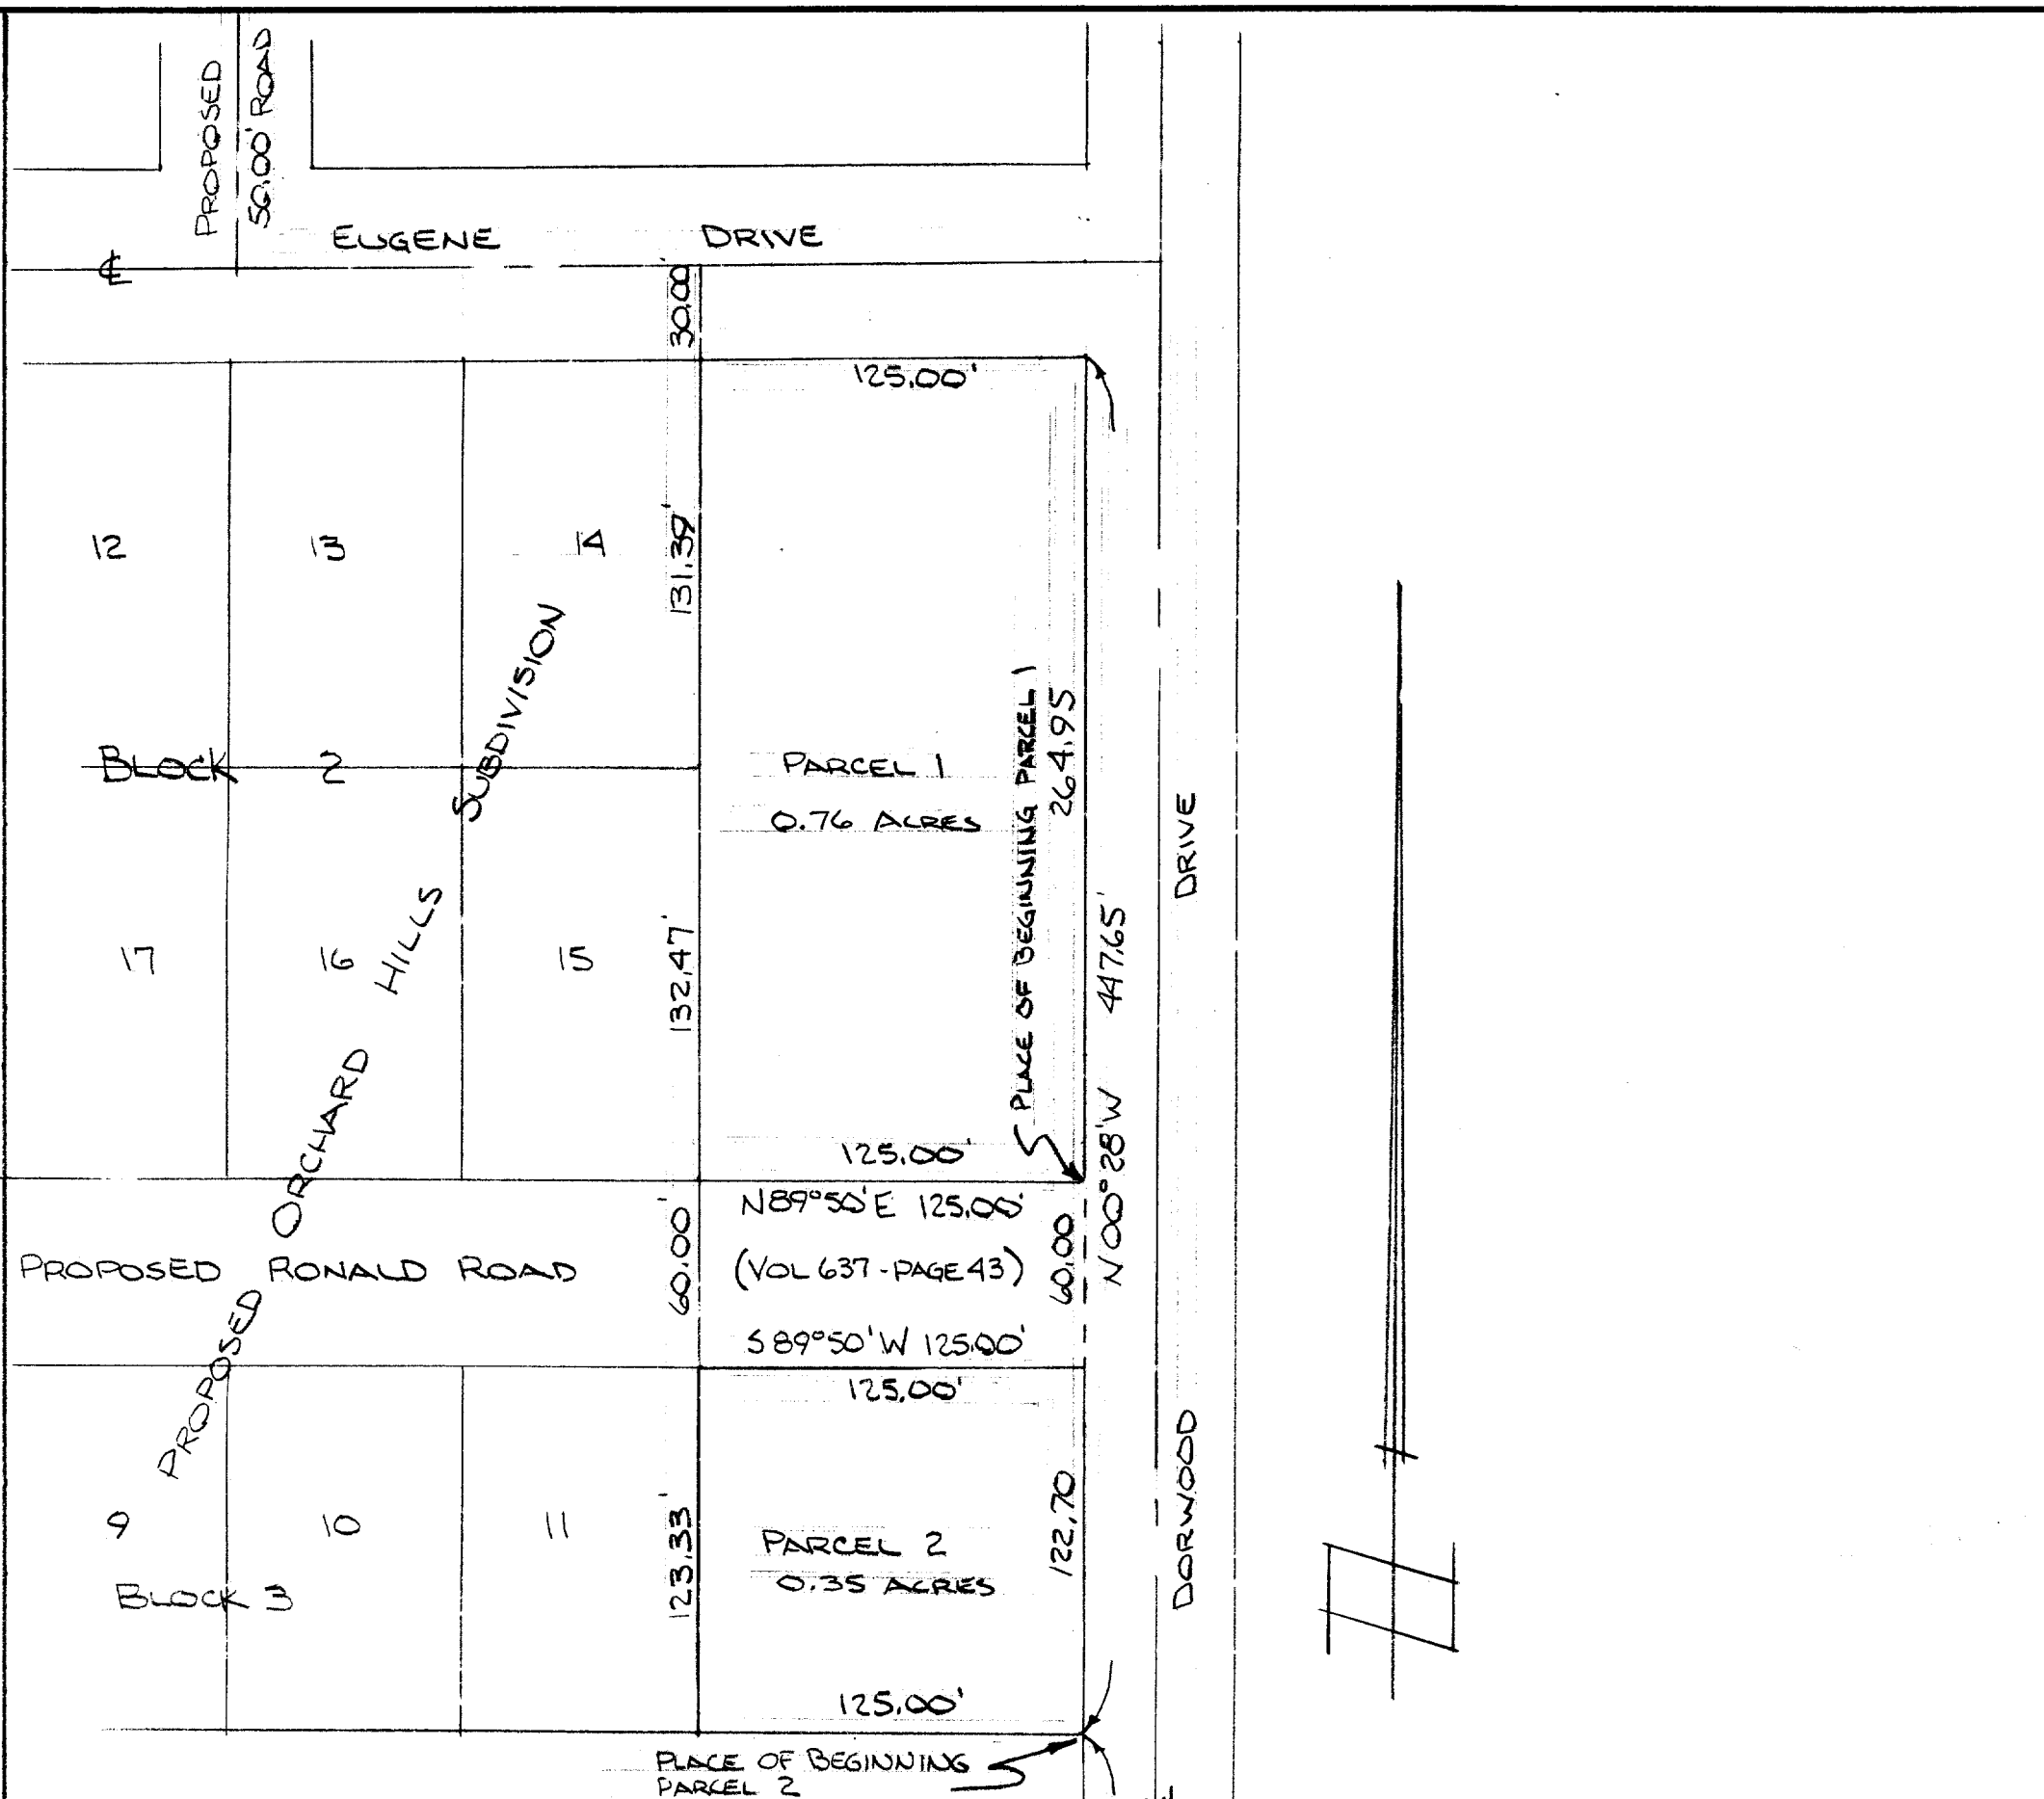 PROPOSED
50.00' ROAD
EUGENE DRIVE
℄
30.00'
125.00'
12
13
14
131.39'
SUBDIVISION
BLOCK 2
PARCEL 1
0.76 ACRES
PLACE OF BEGINNING PARCEL 1
264.95
DRIVE
17
16
HILLS
15
132.47'
447.65'
N00°28'W
ORCHARD
125.00'
N89°50'E 125.00'
60.00'
(VOL 637-PAGE 43)
60.00
PROPOSED RONALD ROAD
S89°50'W 125.00'
PROPOSED
125.00'
DORWOOD
9
10
11
123.33'
PARCEL 2
0.35 ACRES
122.70
BLOCK 3
125.00'
PLACE OF BEGINNING
PARCEL 2
N